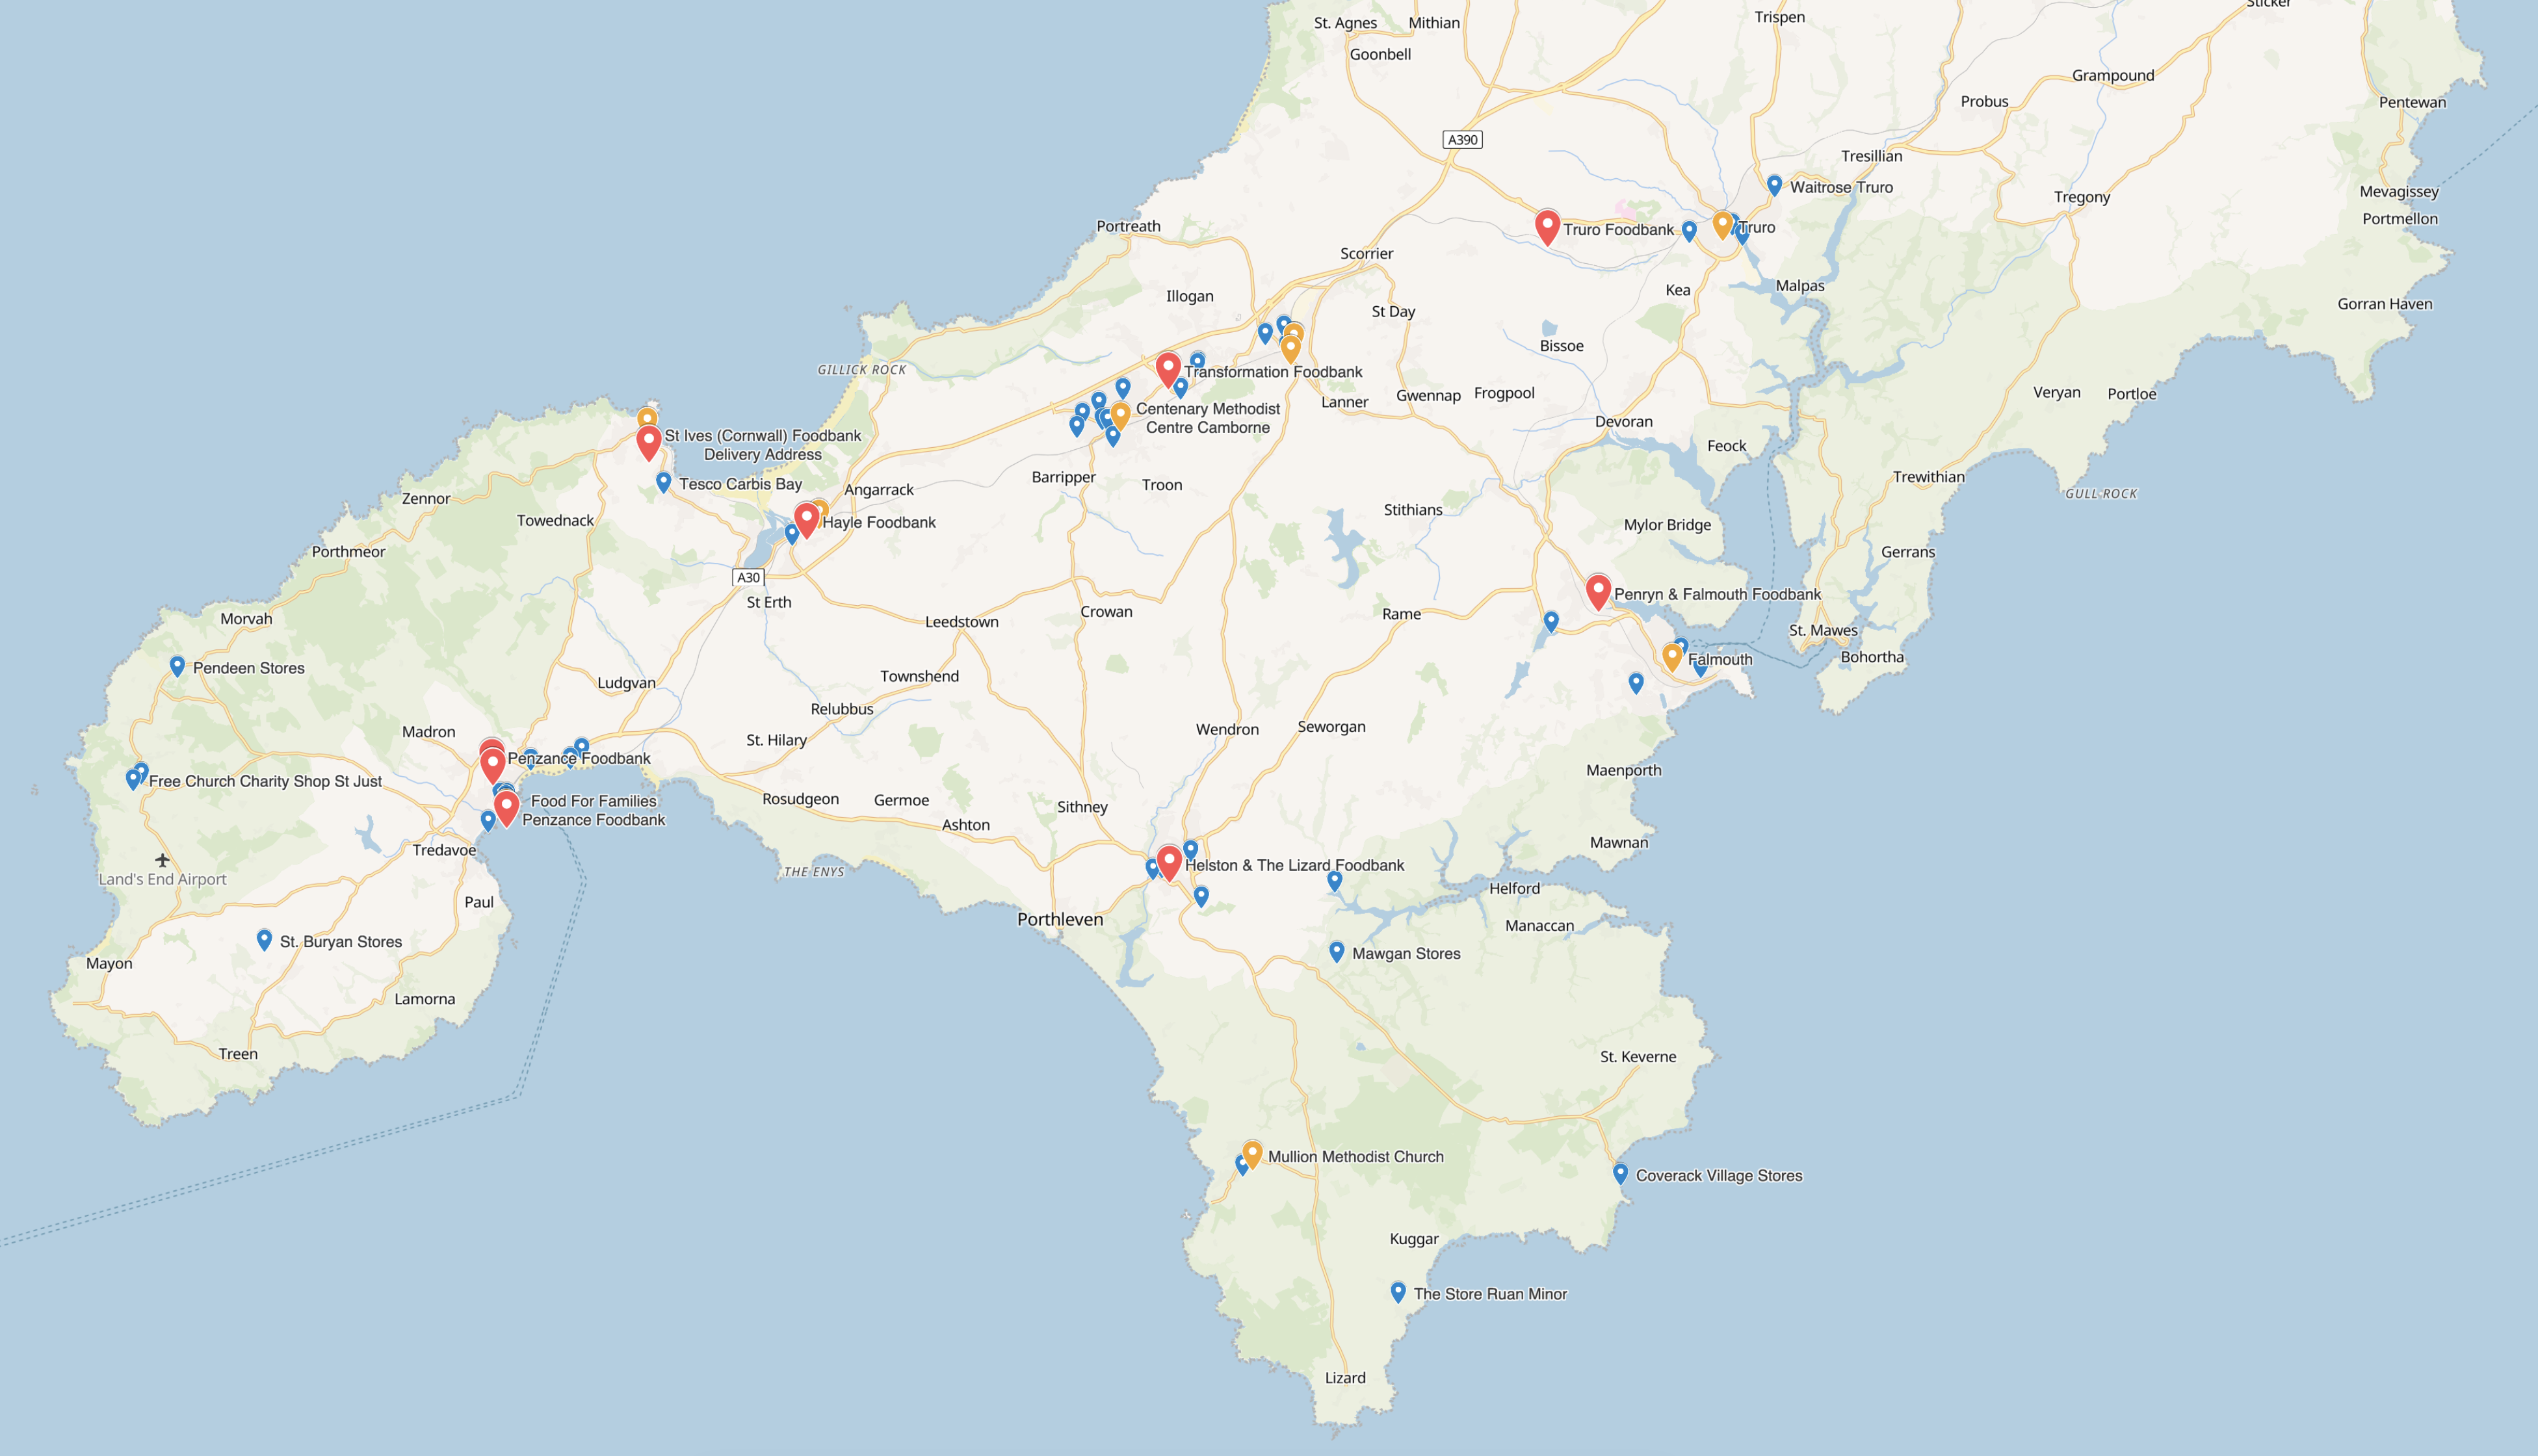 Sticker
Trispen
St. Agnes
Mithian
Goonbell
Grampound
Probus
Pentewan
A390
Tresillian
Waitrose Truro
Mevagissey
Tregony
Portmellon
Portreath
Truro Foodbank
Truro
Scorrier
Malpas
Kea
Illogan
Gorran Haven
St Day
Bissoe
GILLICK ROCK
Transformation Foodbank
Veryan
Portloe
Frogpool
Gwennap
Lanner
Centenary Methodist
Centre Camborne
Devoran
St Ives (Cornwall) Foodbank
Delivery Address
Feock
Barripper
Trewithian
Tesco Carbis Bay
Troon
Angarrack
GULL ROCK
Zennor
Stithians
Towednack
Hayle Foodbank
Mylor Bridge
Porthmeor
Gerrans
A30
Penryn & Falmouth Foodbank
St Erth
Crowan
Rame
Morvah
Leedstown
St. Mawes
Bohortha
Falmouth
Pendeen Stores
Townshend
Ludgvan
Relubbus
Seworgan
Wendron
Madron
St. Hilary
Penzance Foodbank
Maenporth
Free Church Charity Shop St Just
Rosudgeon
Germoe
Food For Families
Penzance Foodbank
Sithney
Ashton
Mawnan
Tredavoe
Helston & The Lizard Foodbank
THE ENYS
Land's End Airport
Helford
Paul
Porthleven
Manaccan
St. Buryan Stores
Mawgan Stores
Mayon
Lamorna
Treen
St. Keverne
Mullion Methodist Church
Coverack Village Stores
Kuggar
The Store Ruan Minor
Lizard